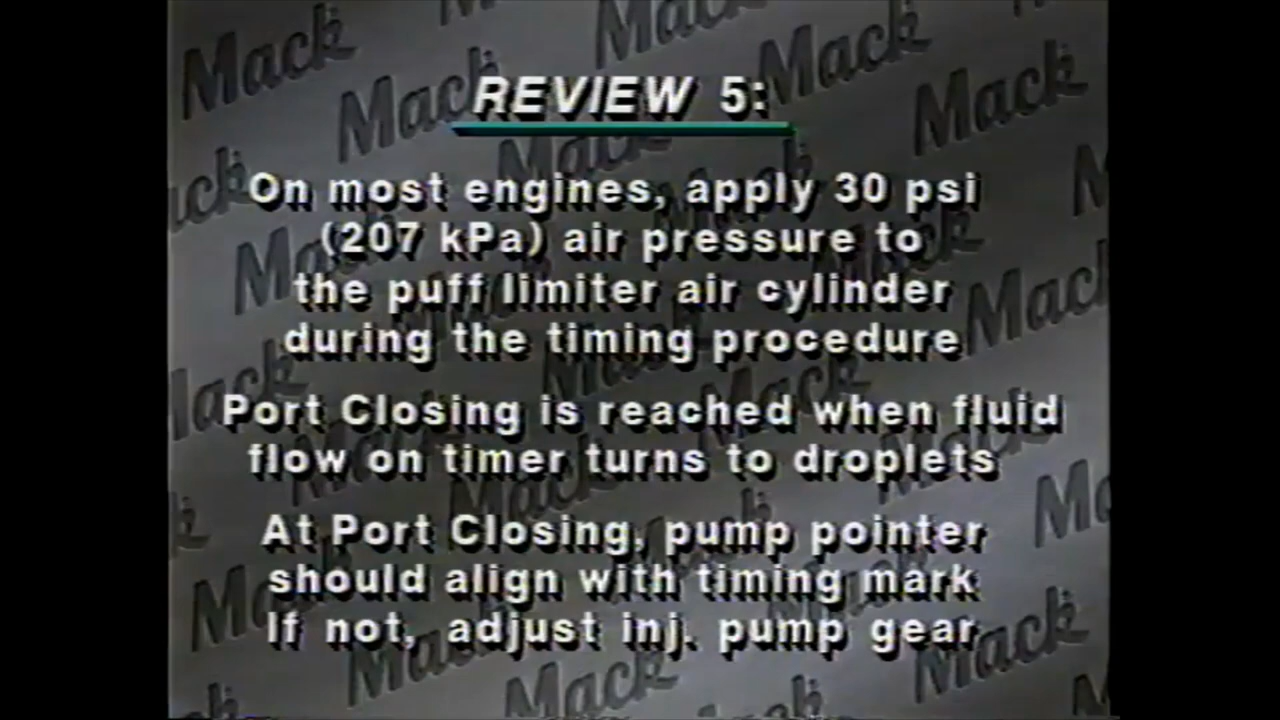 REVIEW 5:
On most engines, apply 30 psi
(207 kPa) air pressure to
the puff limiter air cylinder
during the timing procedure
Port Closing is reached when fluid
flow on timer turns to droplets
At Port Closing, pump pointer
should align with timing mark
If not, adjust inj. pump gear